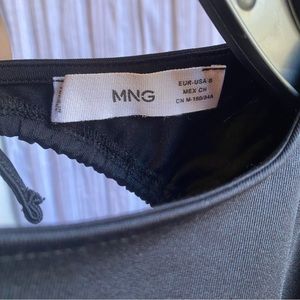 MNG
EUR-USA S
MEX CH
CN M-160/84A